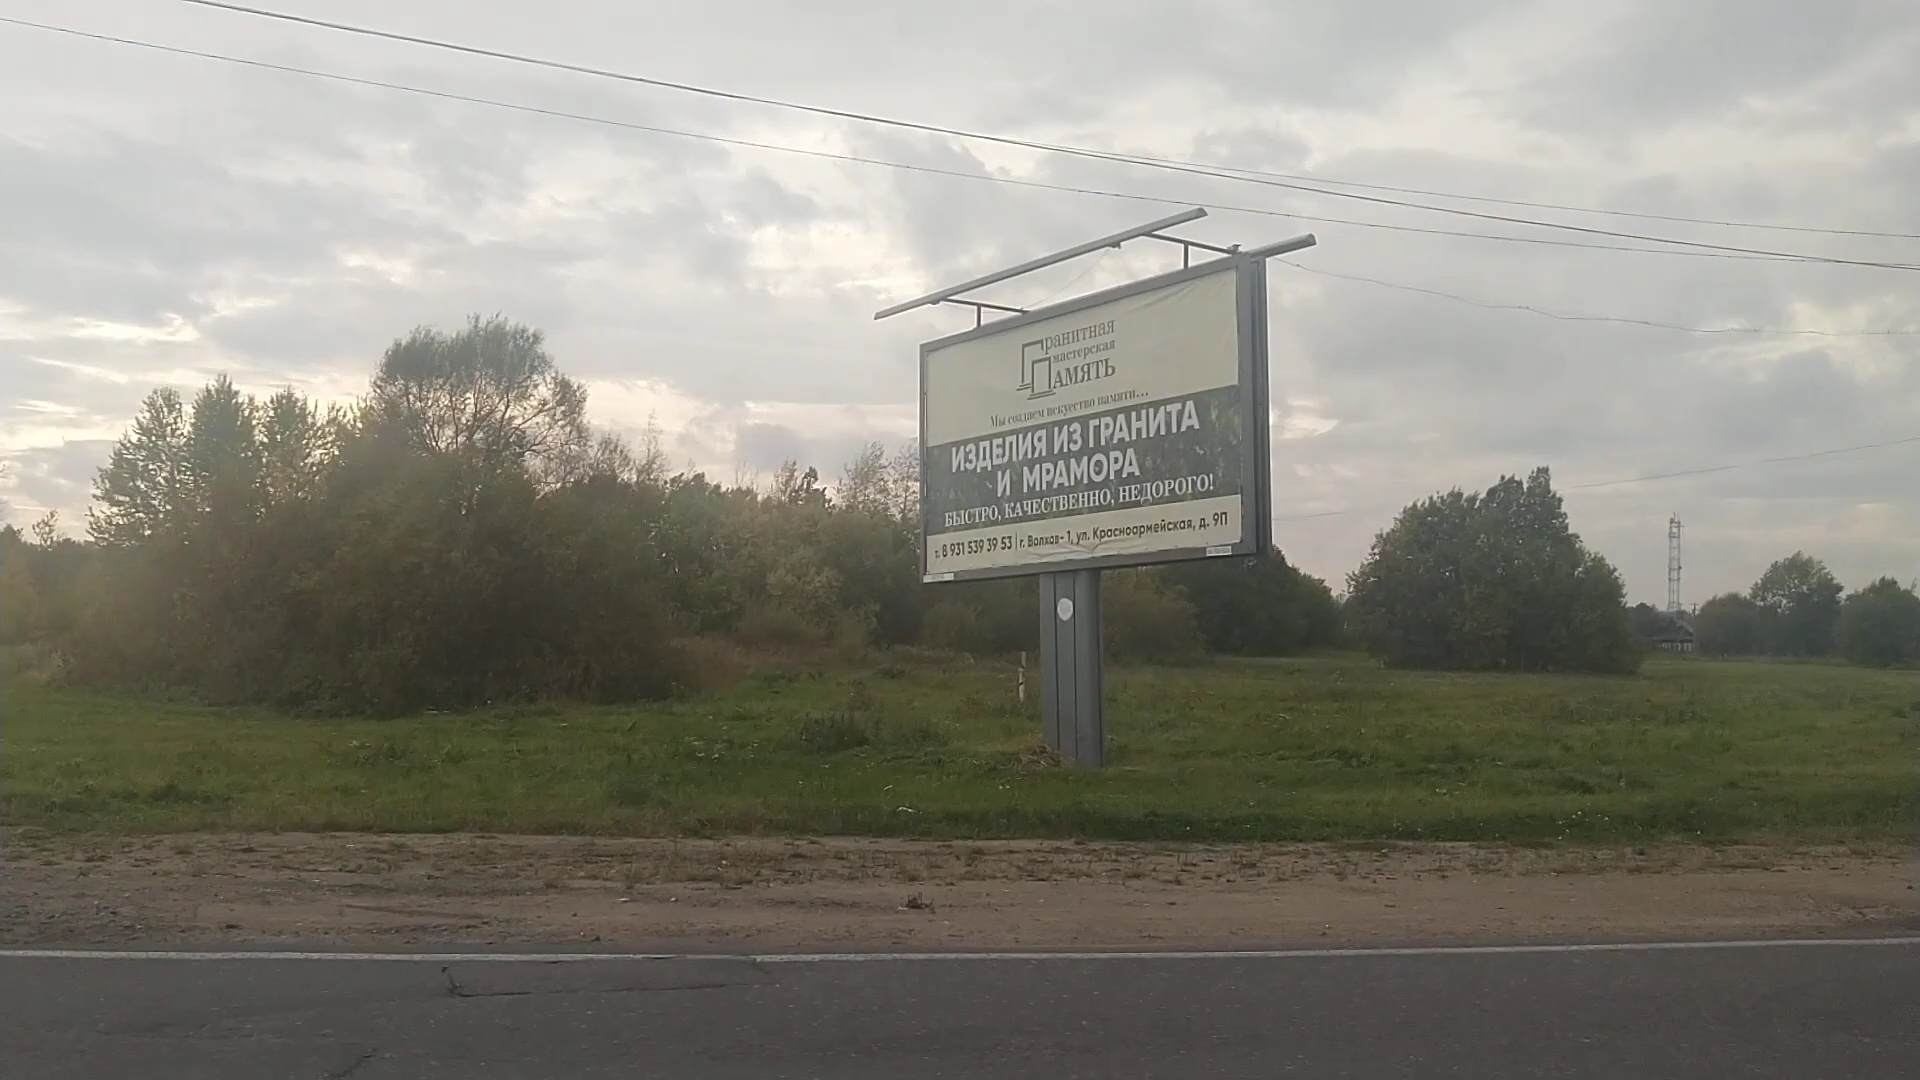 Гранитная
мастерская
ПАМЯТЬ
Мы создаем искусство памяти...
ИЗДЕЛИЯ ИЗ ГРАНИТА
И МРАМОРА
БЫСТРО, КАЧЕСТВЕННО, НЕДОРОГО!
т. 8 931 539 39 53 | г. Волхов- 1, ул. Красноармейская, д. 9П